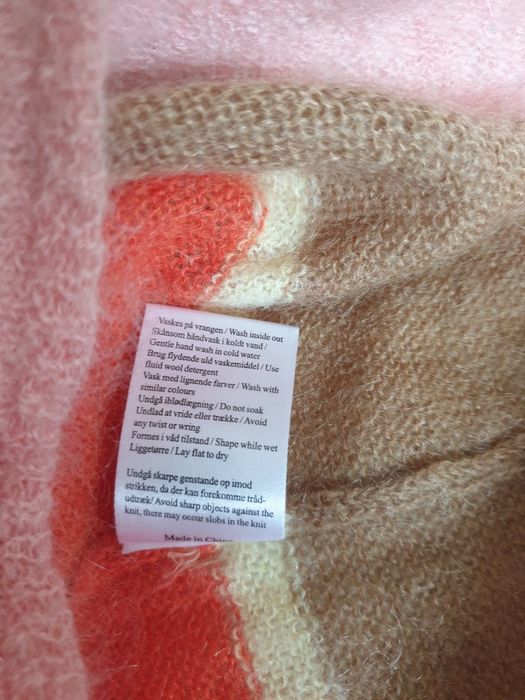 Vaskes på vrangen / Wash inside out
Skånsom håndvask i koldt vand /
Gentle hand wash in cold water
Brug flydende uld vaskemiddel / Use
fluid wool detergent
Vask med lignende farver / Wash with
similar colours
Undgå iblødlægning / Do not soak
Undlad at vride eller trække / Avoid
any twist or wring
Formes i våd tilstand / Shape while wet
Liggetørre / Lay flat to dry
Undgå skarpe genstande op imod
strikken, da der kan forekomme tråd-
udtræk/ Avoid sharp objects against the
knit, there may occur slobs in the knit
Made in China